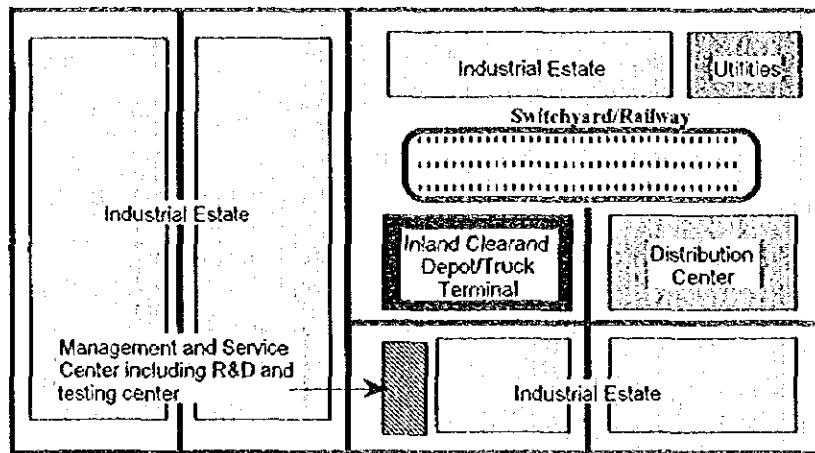 Industrial Estate
Utilities
Switchyard/Railway
Industrial Estate
Inland Clearand
Depot/Truck
Terminal
Distribution
Center
Management and Service
Center including R&D and
testing center
Industrial Estate